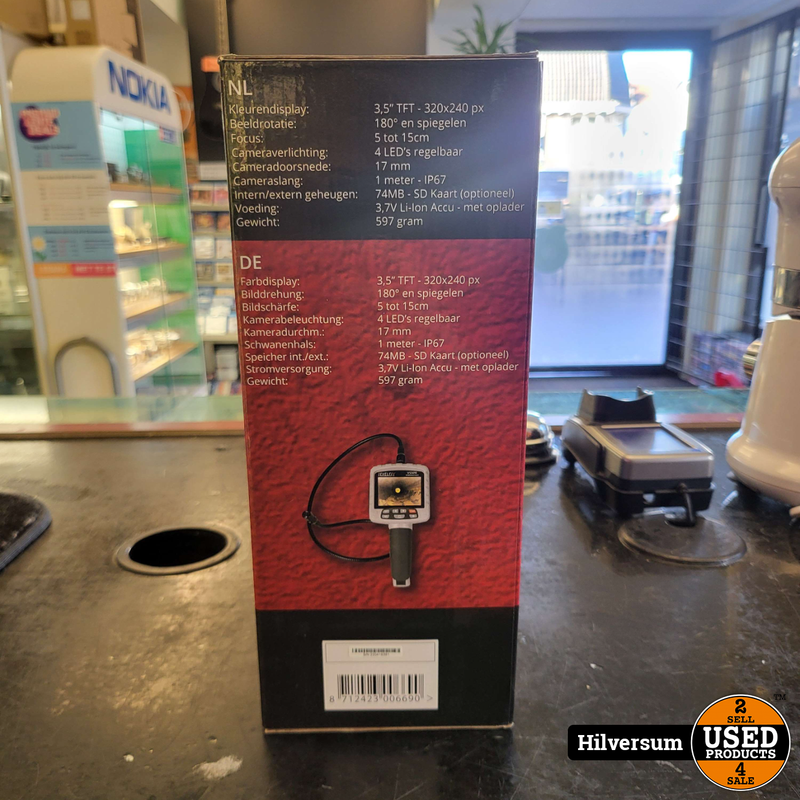 NOKIA
NL
Kleurendisplay: 3,5" TFT - 320x240 px
Beeldrotatie: 180° en spiegelen
Focus: 5 tot 15cm
Cameraverlichting: 4 LED's regelbaar
Cameradoorsnede: 17 mm
Cameraslang: 1 meter - IP67
Intern/extern geheugen: 74MB - SD Kaart (optioneel)
Voeding: 3,7V Li-Ion Accu - met oplader
Gewicht: 597 gram
DE
Farbdisplay: 3,5" TFT - 320x240 px
Bilddrehung: 180° en spiegelen
Bildschärfe: 5 tot 15cm
Kamerabeleuchtung: 4 LED's regelbaar
Kameradurchm.: 17 mm
Schwanenhals: 1 meter - IP67
Speicher int./ext.: 74MB - SD Kaart (optioneel)
Stromversorgung: 3,7V Li-Ion Accu - met oplader
Gewicht: 597 gram
8 712423 006690 >
Hilversum
2
SELL
USED
PRODUCTS
4
SALE
TM